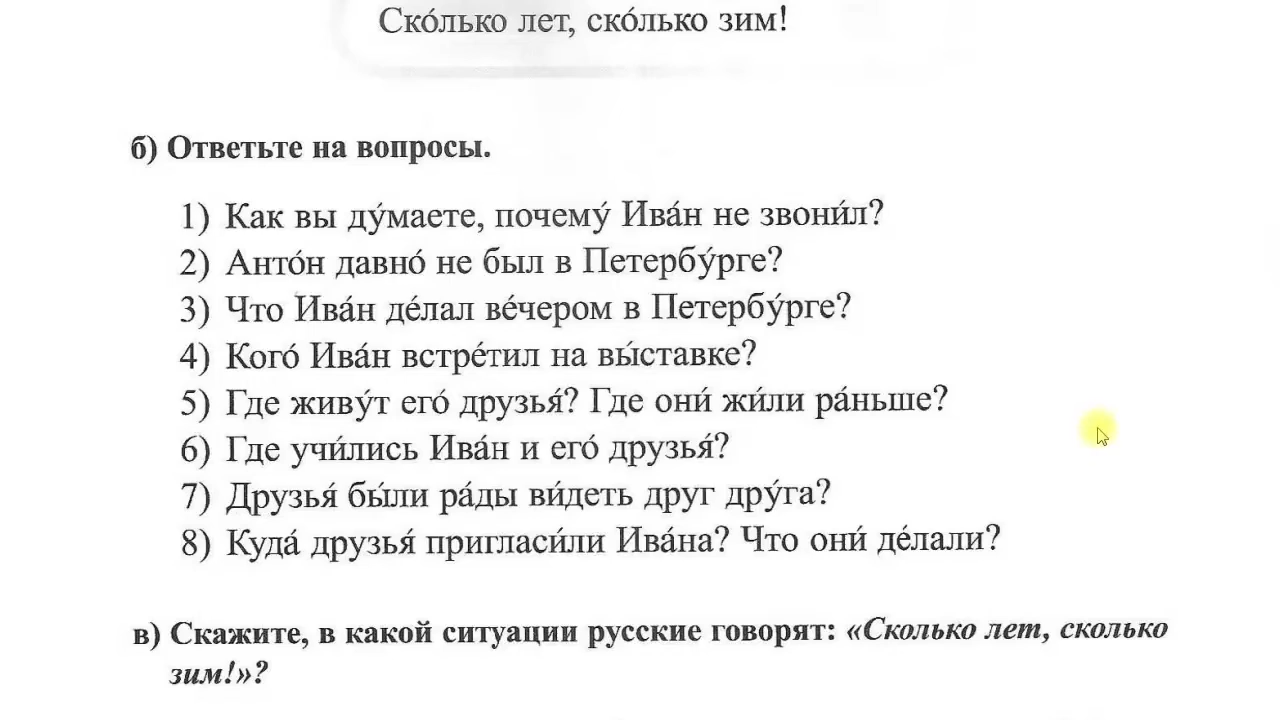 Ско́лько лет, ско́лько зим!
б) Ответьте на вопросы.
1) Как вы ду́маете, почему́ Ива́н не звони́л?
2) Анто́н давно́ не был в Петербу́рге?
3) Что Ива́н де́лал ве́чером в Петербу́рге?
4) Кого́ Ива́н встре́тил на вы́ставке?
5) Где живу́т его́ друзья́? Где они́ жи́ли ра́ньше?
6) Где учи́лись Ива́н и его́ друзья́?
7) Друзья́ бы́ли ра́ды ви́деть друг дру́га?
8) Куда́ друзья́ пригласи́ли Ива́на? Что они́ де́лали?
в) Скажите, в какой ситуации русские говорят: «Сколько лет, сколько
зим!»?